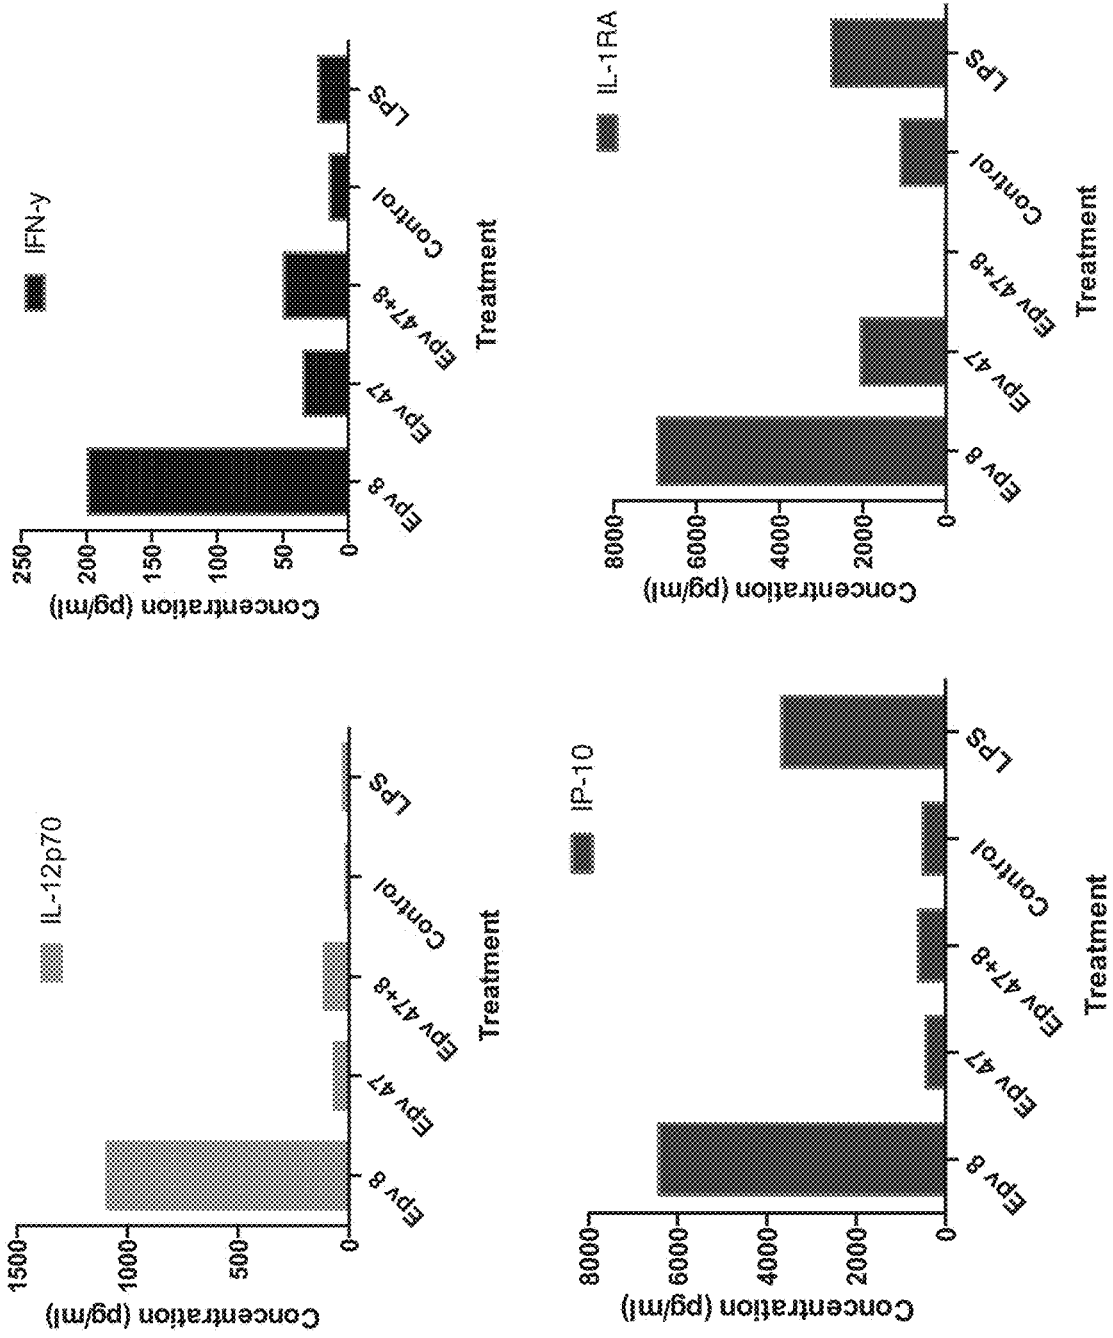 IL-12p70
Concentration (pg/ml)
1500
1000
500
0
Epv 8
Epv 47
Epv 47+8
Control
LPS
Treatment
IFN-y
Concentration (pg/ml)
250
200
150
100
50
0
Epv 8
Epv 47
Epv 47+8
Control
LPS
Treatment
IP-10
Concentration (pg/ml)
8000
6000
4000
2000
0
Epv 8
Epv 47
Epv 47+8
Control
LPS
Treatment
IL-1RA
Concentration (pg/ml)
8000
6000
4000
2000
0
Epv 8
Epv 47
Epv 47+8
Control
LPS
Treatment